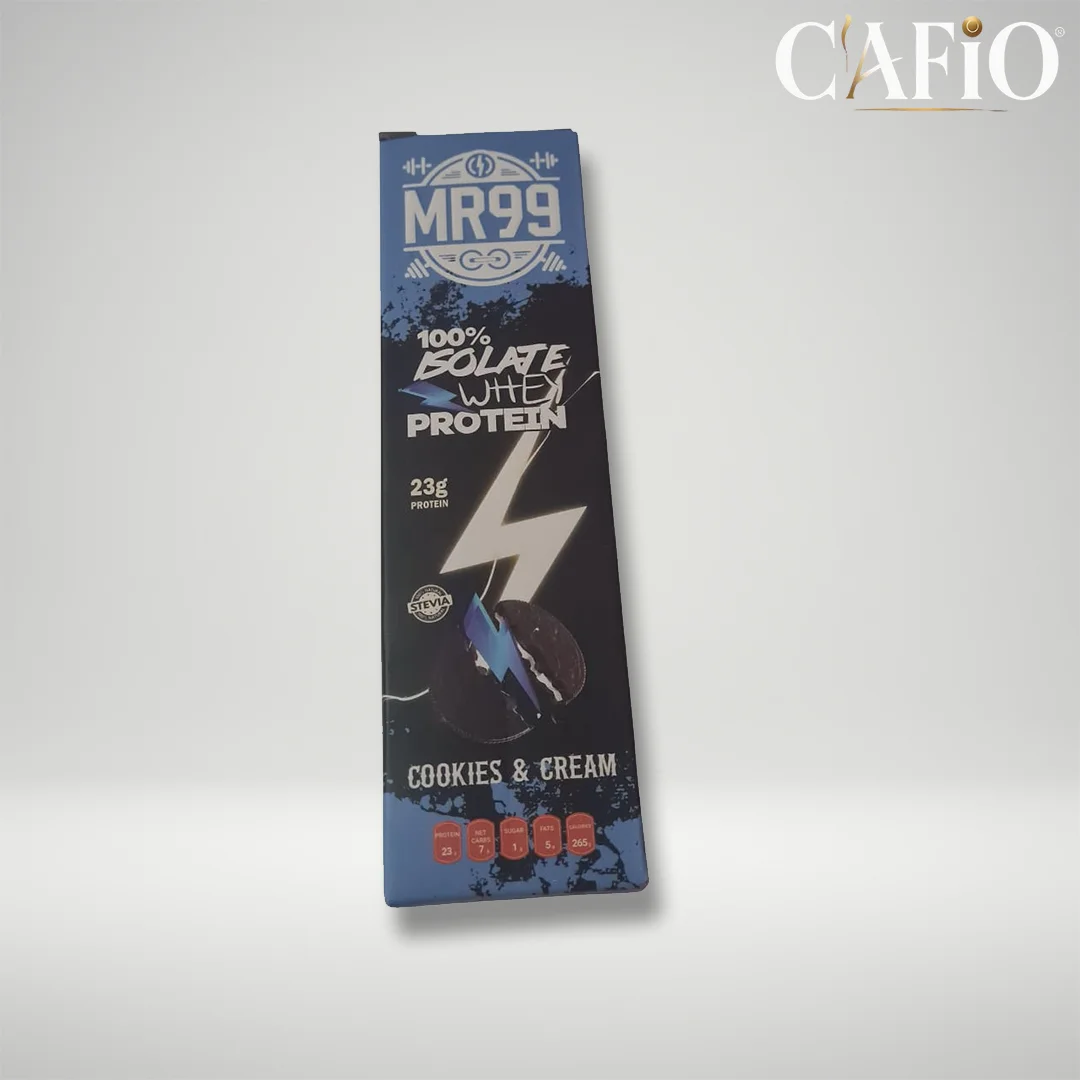 CAFiO®
MR99
100%
ISOLATE
WHEY
PROTEIN
23g
PROTEIN
STEVIA
COOKIES & CREAM
PROTEIN
23 g
NET
CARBS
7 g
SUGAR
1 g
FATS
5 g
CALORIES
265g